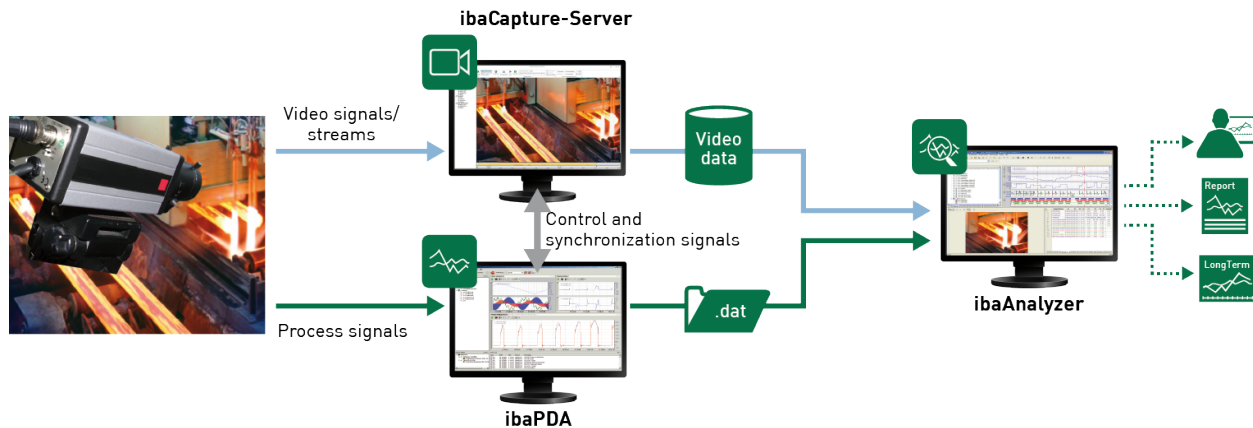 ibaCapture-Server
Video signals/
streams
Video
data
Control and
synchronization signals
Process signals
.dat
ibaPDA
ibaAnalyzer
Report
LongTerm